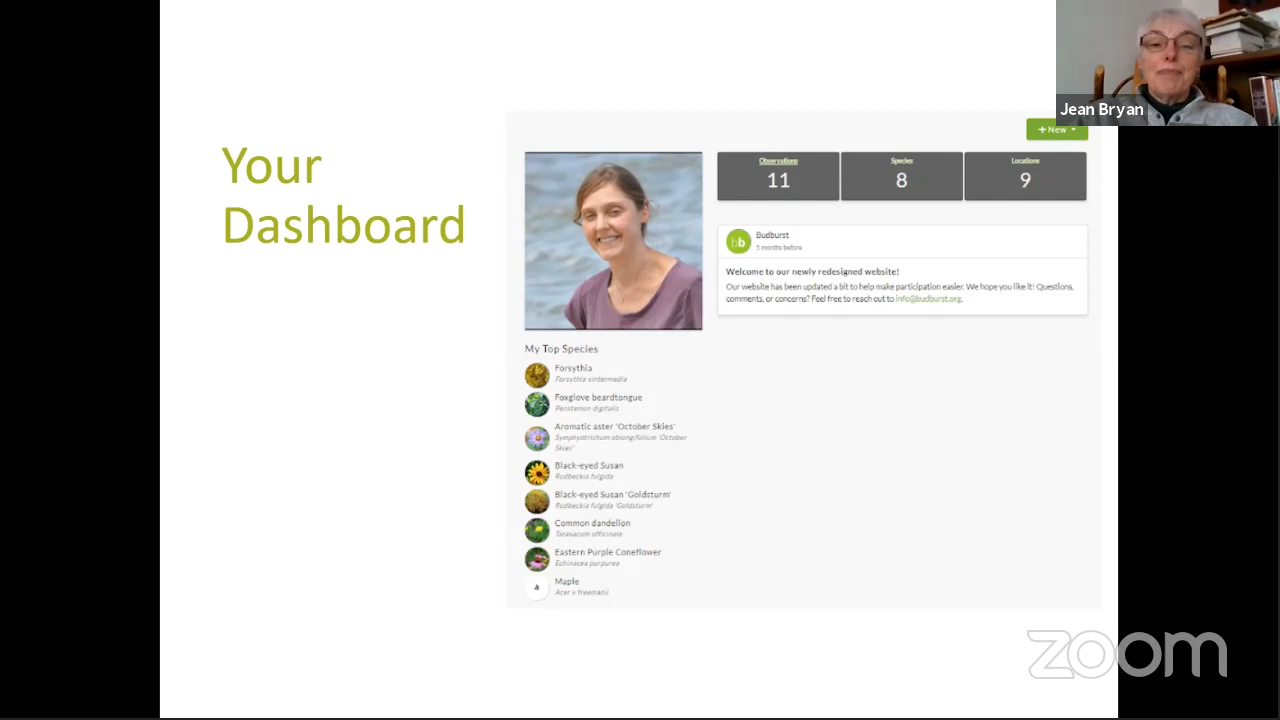 Your
Dashboard
Jean Bryan
+ New
Observations
11
Species
8
Locations
9
bb
Budburst
5 months before
Welcome to our newly redesigned website!
Our website has been updated a bit to help make participation easier. We hope you like it! Questions,
comments, or concerns? Feel free to reach out to info@budburst.org.
My Top Species
Forsythia
Forsythia xintermedia
Foxglove beardtongue
Penstemon digitalis
Aromatic aster 'October Skies'
Symphyotrichum oblongifolium 'October
Skies'
Black-eyed Susan
Rudbeckia fulgida
Black-eyed Susan 'Goldsturm'
Rudbeckia fulgida 'Goldsturm'
Common dandelion
Taraxacum officinale
Eastern Purple Coneflower
Echinacea purpurea
a
Maple
Acer x freemanii
zoom